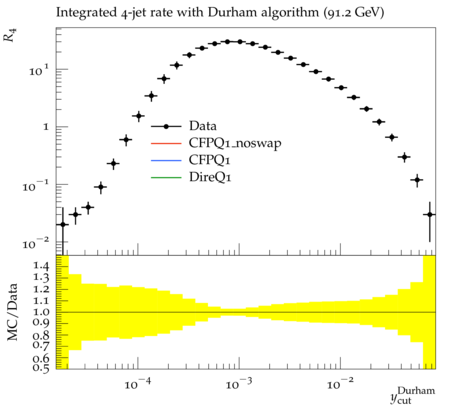 Integrated 4-jet rate with Durham algorithm (91.2 GeV)
R4
10^1
1
10^−1
10^−2
Data
CFPQ1_noswap
CFPQ1
DireQ1
MC/Data
1.4
1.3
1.2
1.1
1.0
0.9
0.8
0.7
0.6
0.5
10^−4
10^−3
10^−2
y_cut^Durham